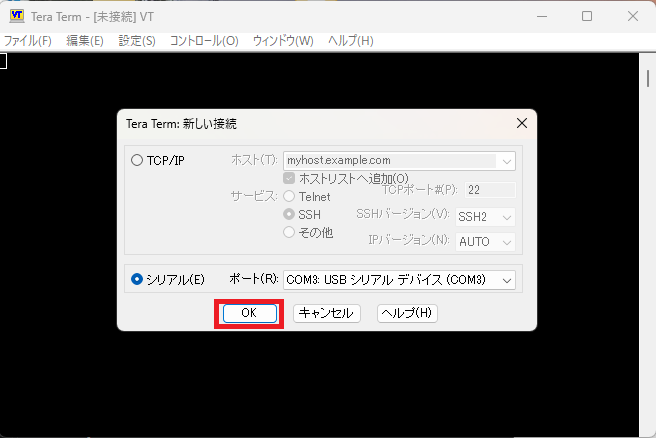 VT Tera Term - [未接続] VT
ファイル(F) 編集(E) 設定(S) コントロール(O) ウィンドウ(W) ヘルプ(H)
Tera Term: 新しい接続
TCP/IP ホスト(T): myhost.example.com
ホストリストへ追加(O)
サービス: Telnet TCPポート#(P): 22
SSH SSHバージョン(V): SSH2
その他 IPバージョン(N): AUTO
シリアル(E) ポート(R): COM3: USB シリアル デバイス (COM3)
OK キャンセル ヘルプ(H)